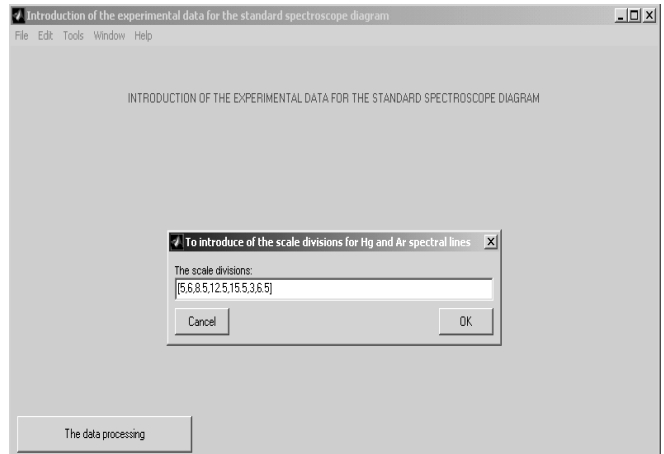 Introduction of the experimental data for the standard spectroscope diagram
File Edit Tools Window Help
INTRODUCTION OF THE EXPERIMENTAL DATA FOR THE STANDARD SPECTROSCOPE DIAGRAM
To introduce of the scale divisions for Hg and Ar spectral lines
The scale divisions:
[5,6,8.5,12.5,15.5,3,6.5]
Cancel OK
The data processing